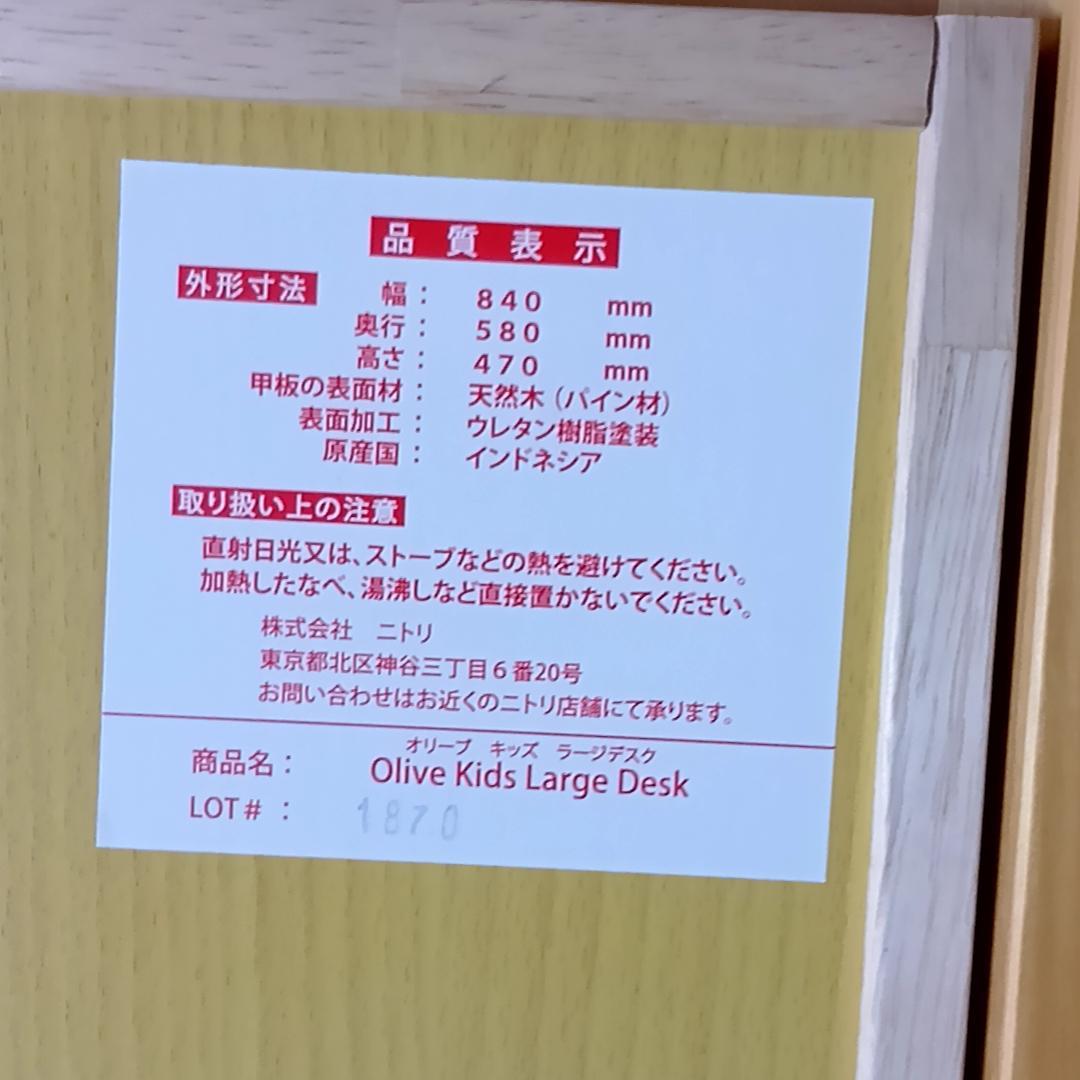 品質表示
外形寸法 幅： 840 mm
奥行： 580 mm
高さ： 470 mm
甲板の表面材： 天然木（パイン材）
表面加工： ウレタン樹脂塗装
原産国： インドネシア
取り扱い上の注意
直射日光又は、ストーブなどの熱を避けてください。
加熱したなべ、湯沸しなど直接置かないでください。
株式会社 ニトリ
東京都北区神谷三丁目６番20号
お問い合わせはお近くのニトリ店舗にて承ります。
オリーブ キッズ ラージデスク
商品名： Olive Kids Large Desk
LOT#： 1870